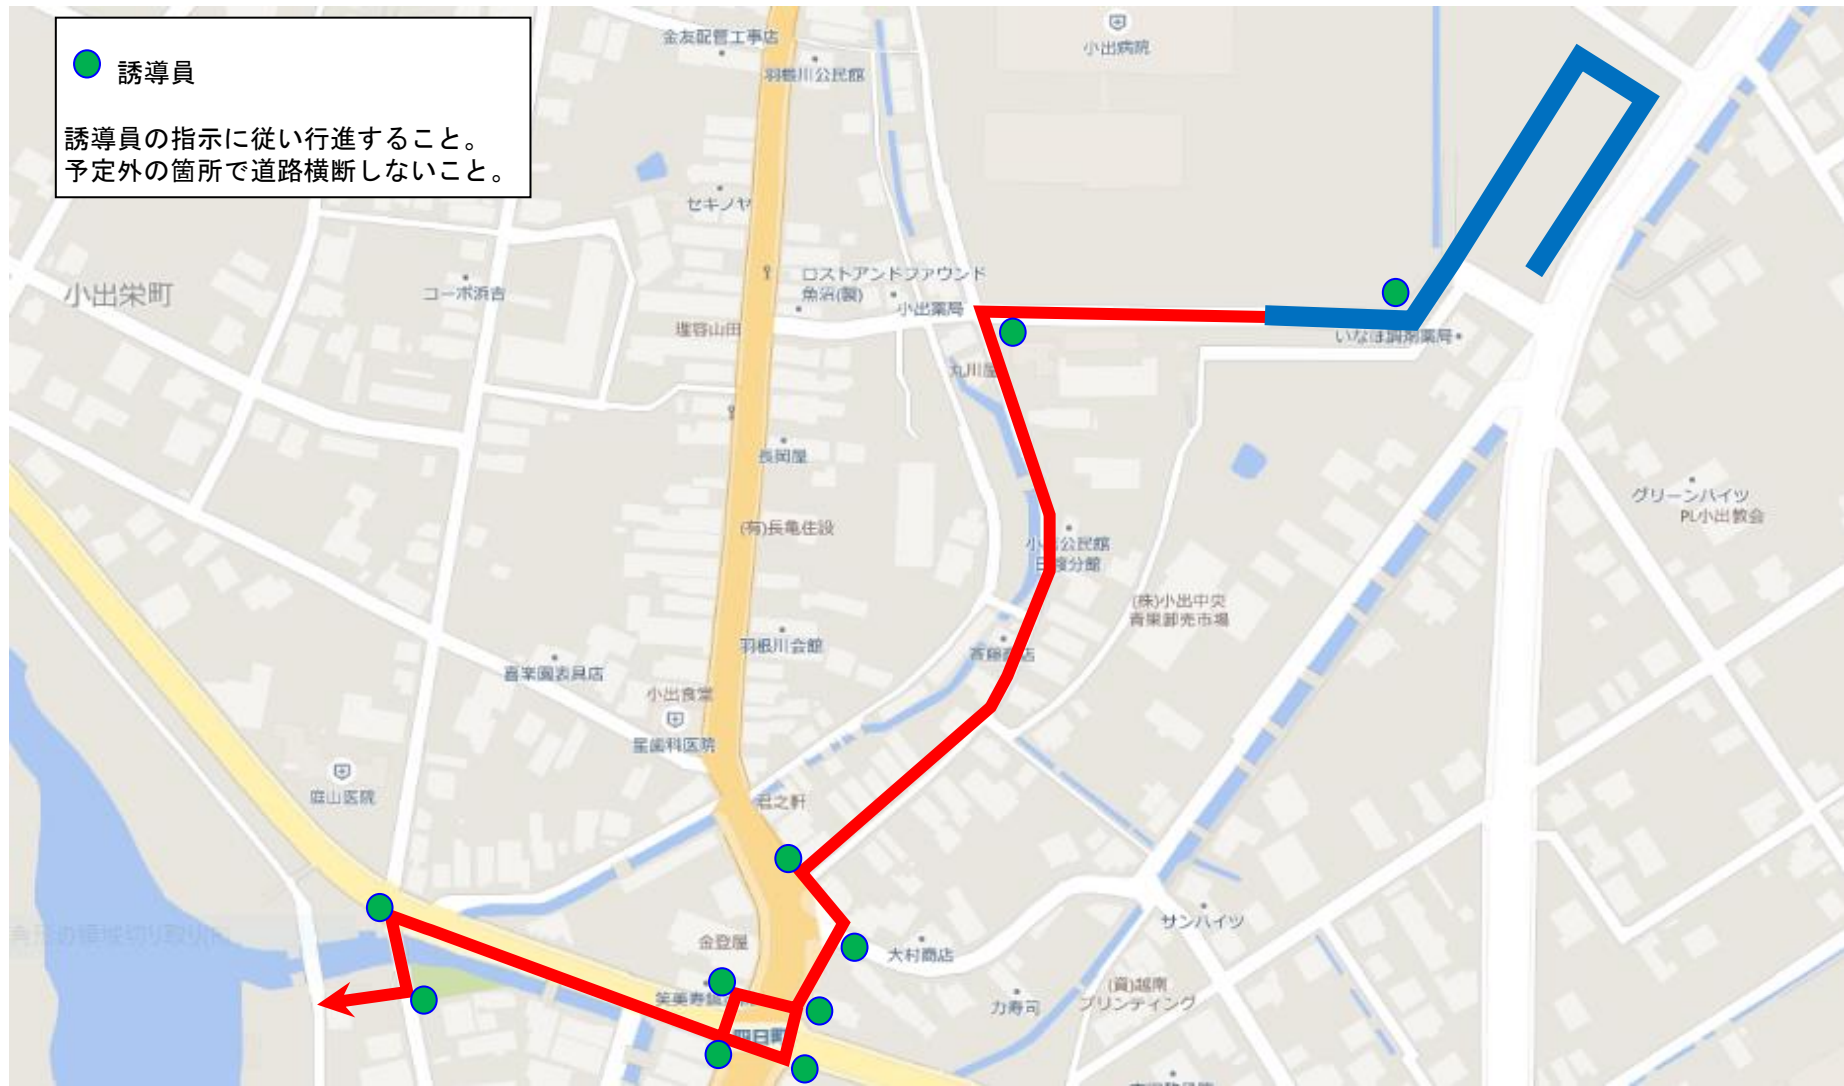 誘導員
誘導員の指示に従い行進すること。
予定外の箇所で道路横断しないこと。
金友配管工事店
羽根川公民館
小出病院
セキノヤ
小出栄町
コーポ浜吉
ロストアンドファウンド
魚沼(製)
小出薬局
理容山田
いなほ調剤薬局
丸川屋
長岡屋
グリーンハイツ
PL小出教会
(有)長亀住設
公民館
分館
(株)小出中央
青果卸売市場
羽根川会館
喜楽園表具店
小出食堂
星歯科医院
庭山医院
君之軒
サンハイツ
金登屋
大村商店
力寿司
(資)越南
プリンティング
四日町